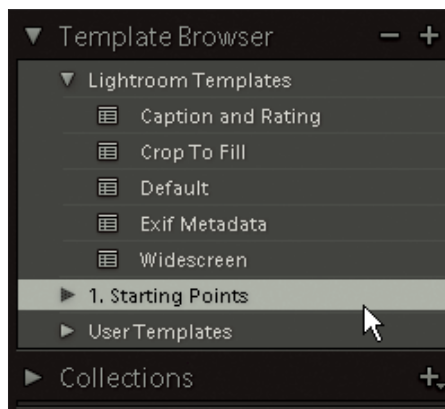 Template Browser
Lightroom Templates
Caption and Rating
Crop To Fill
Default
Exif Metadata
Widescreen
1. Starting Points
User Templates
Collections